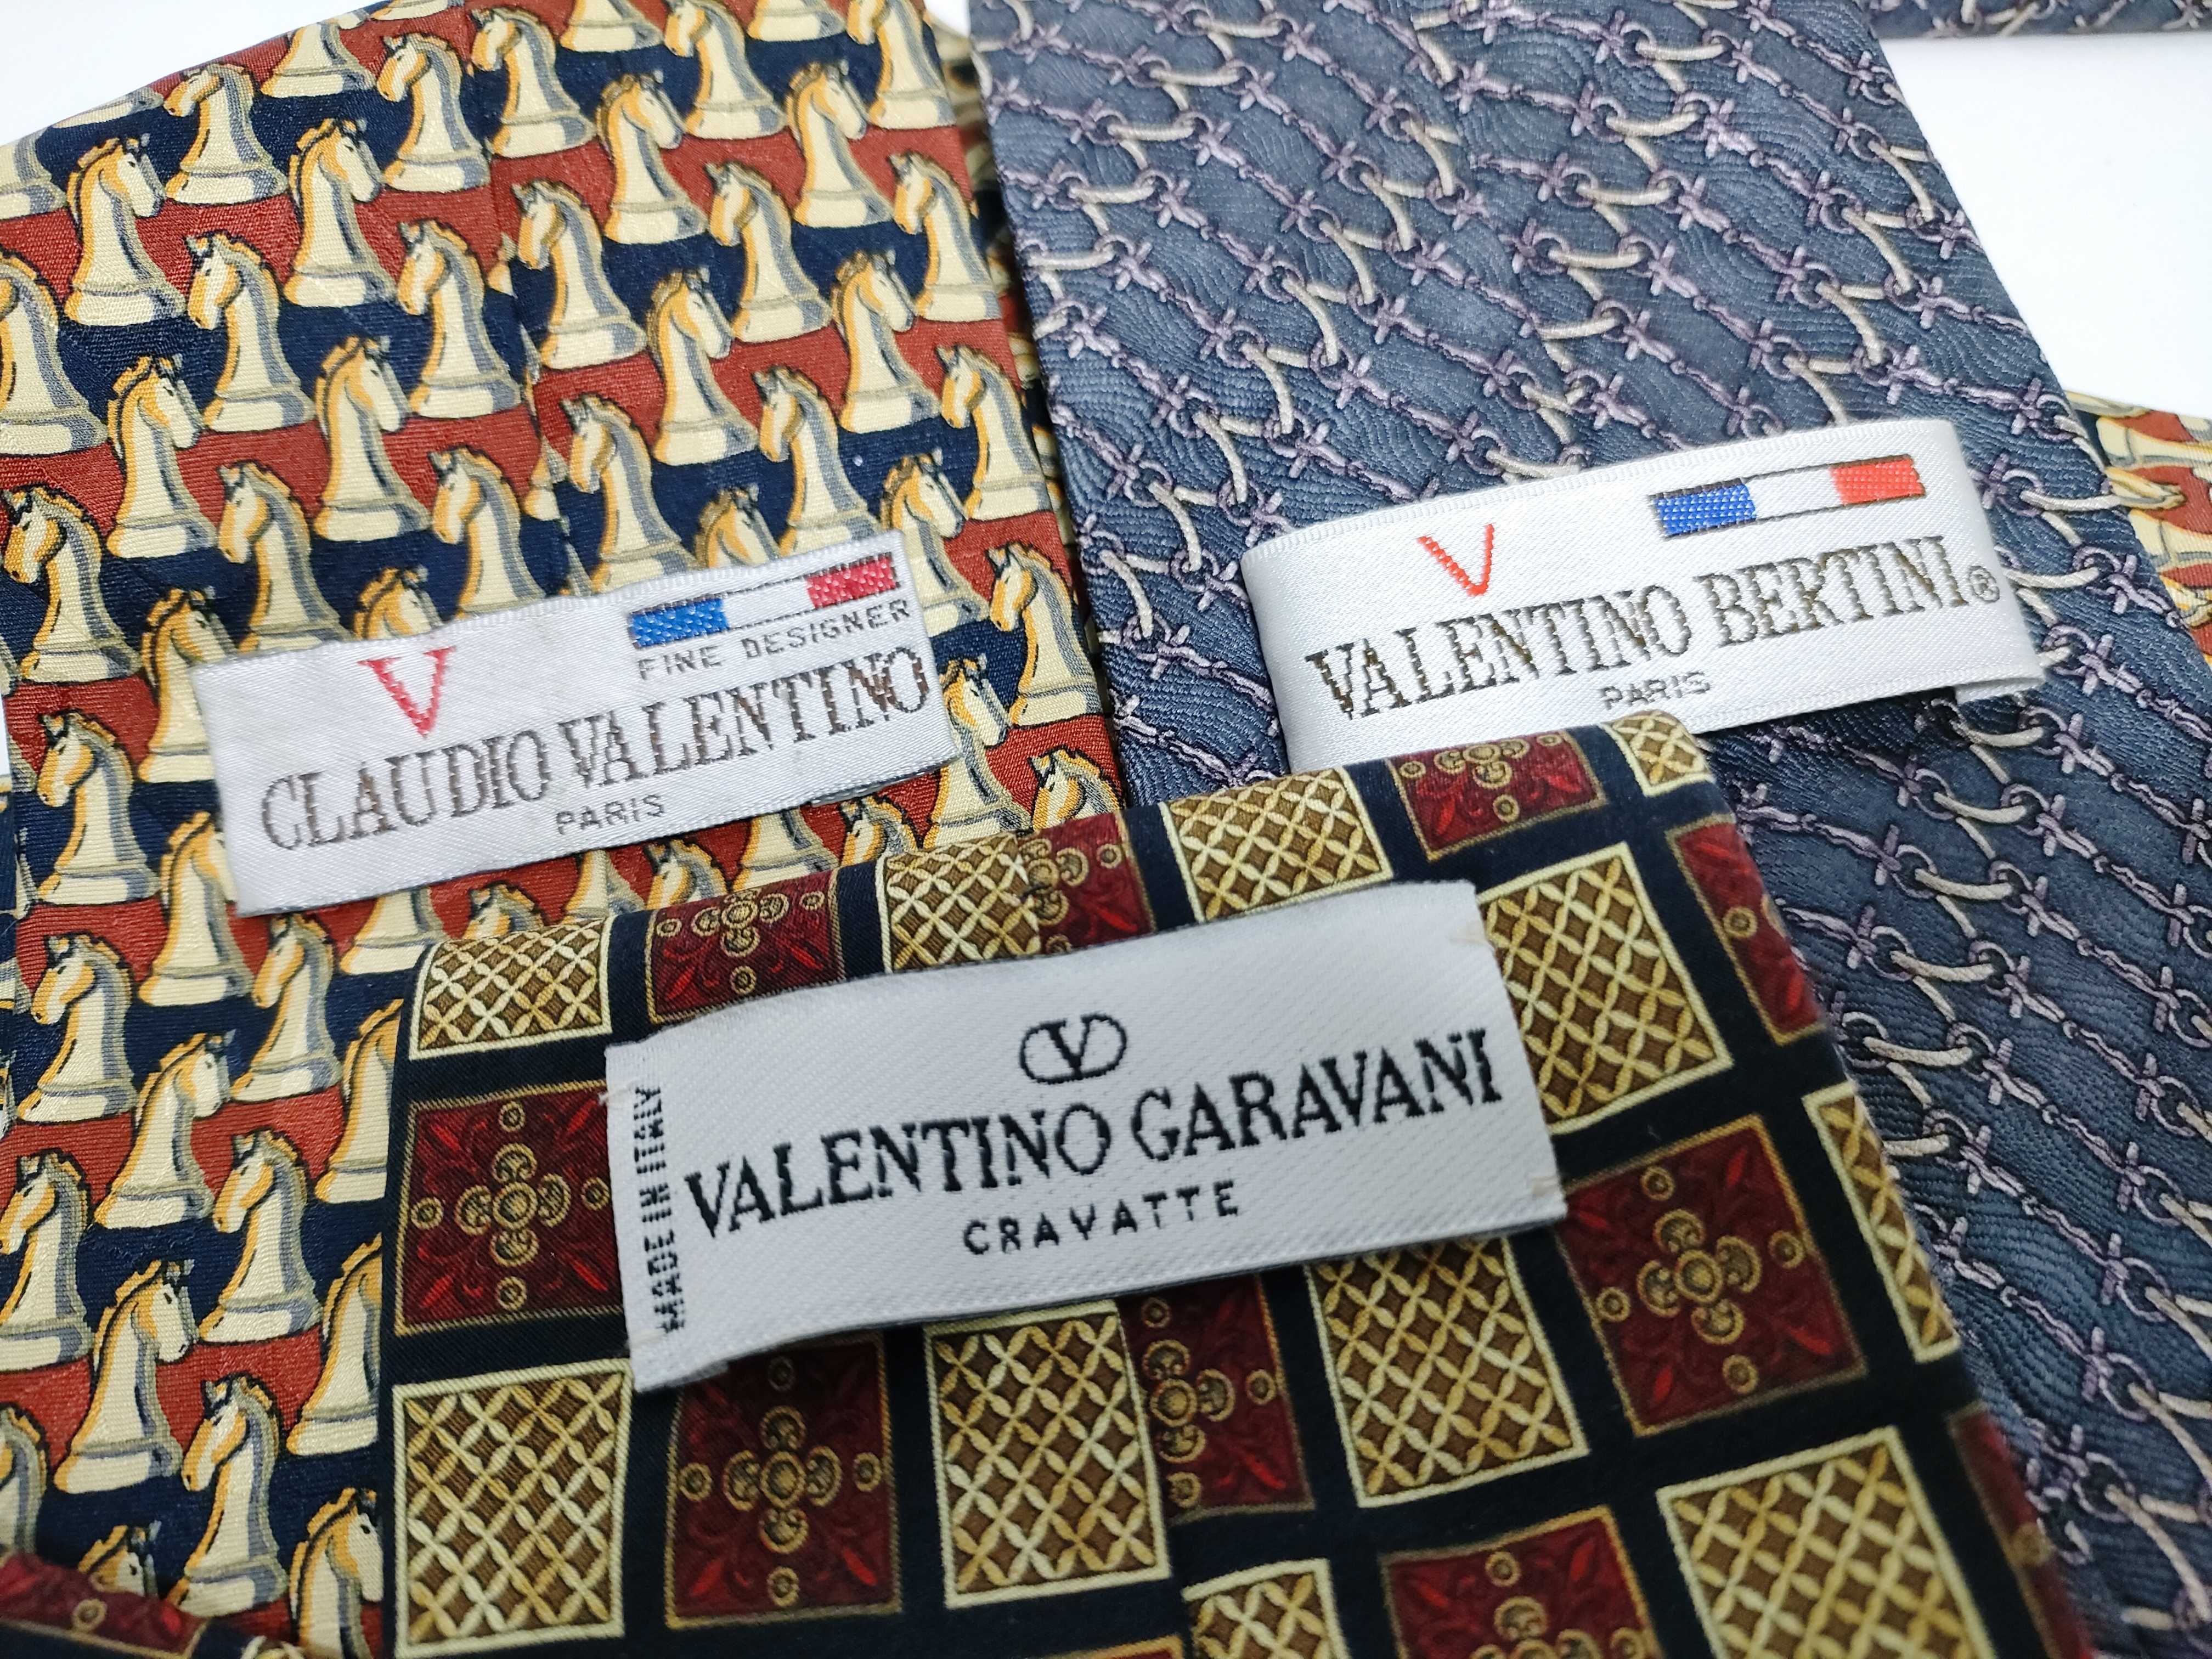 V
FINE DESIGNER
CLAUDIO VALENTINO
PARIS
V
VALENTINO BERTINI®
PARIS
V
VALENTINO GARAVANI
CRAVATTE
MADE IN ITALY